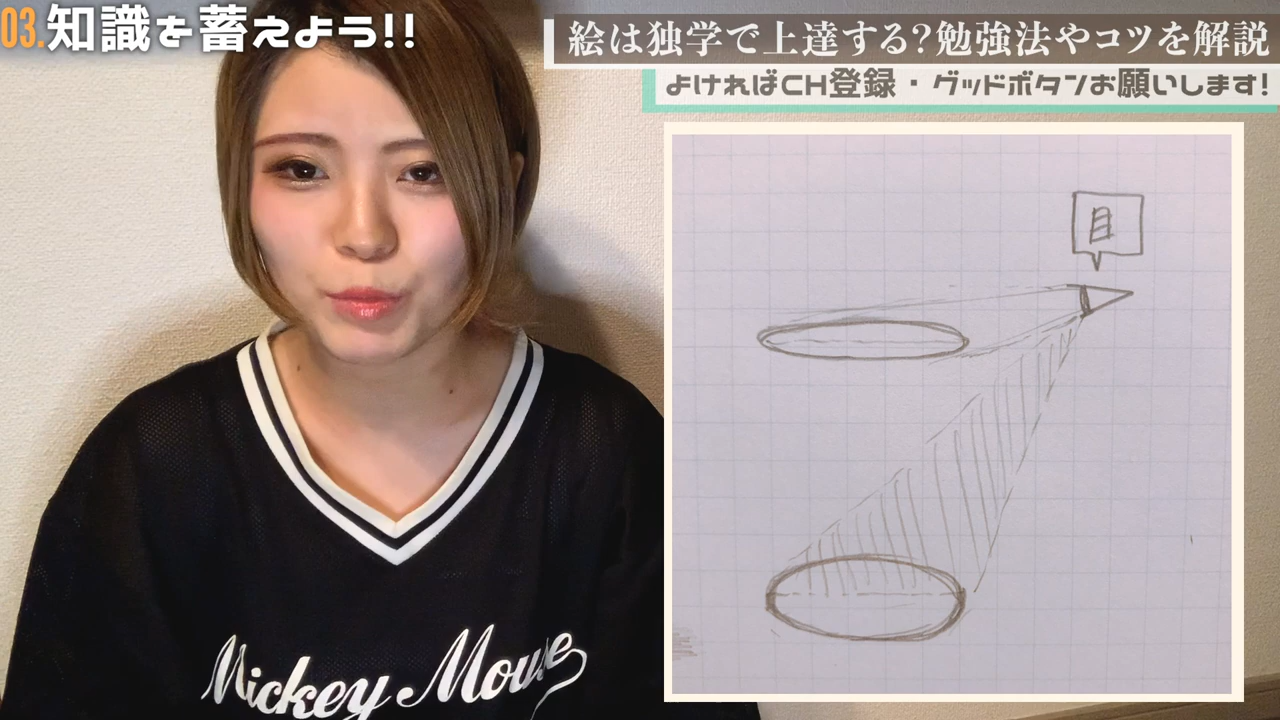 03.知識を蓄えよう!!
絵は独学で上達する?勉強法やコツを解説
よければCH登録・グッドボタンお願いします!
目
Mickey Mouse